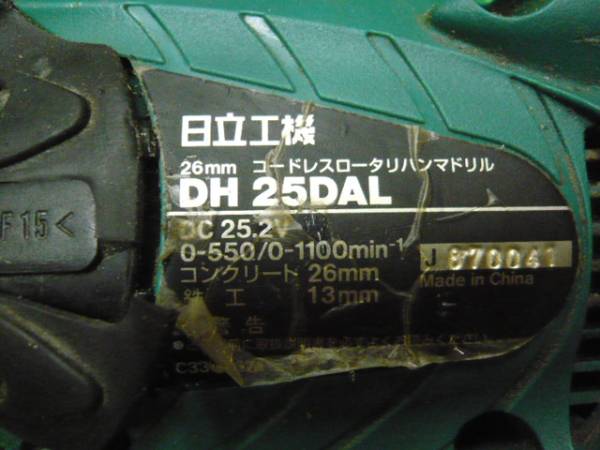 日立工機
26mm コードレスロータリハンマドリル
DH 25DAL
DC 25.2V
0-550/0-1100min-1
コンクリート 26mm
鉄工 13mm
J 870041
Made in China
警告
F15<